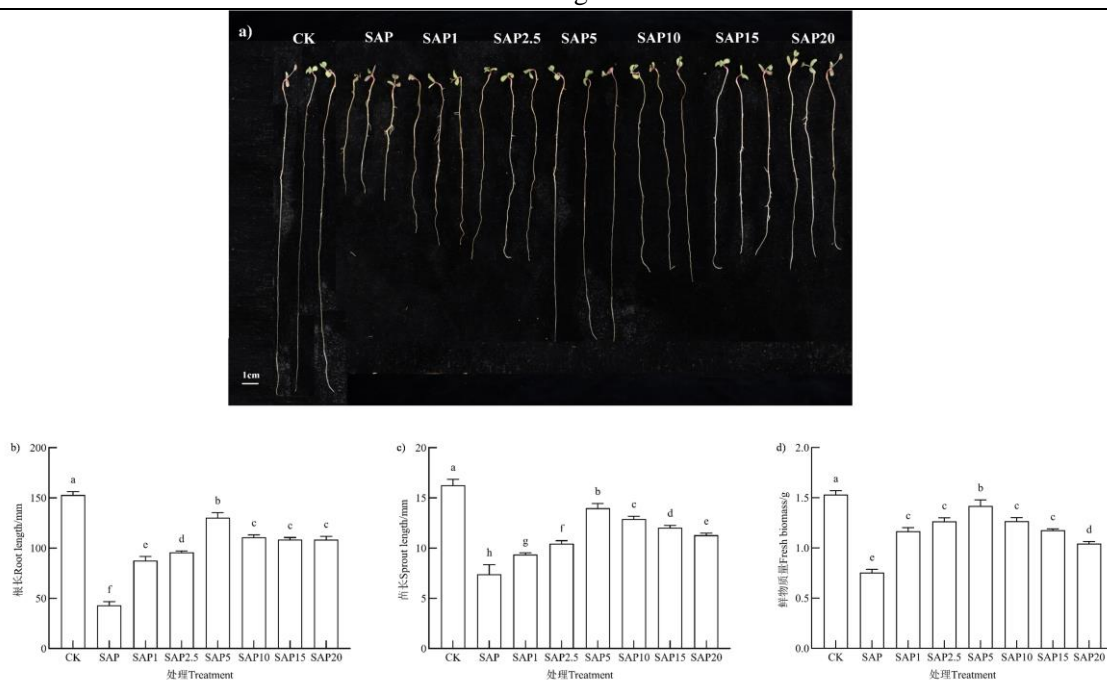 a)
CK SAP SAP1 SAP2.5 SAP5 SAP10 SAP15 SAP20
1cm
b)
200
150
100
50
0
根长Root length/mm
a
f
e
d
b
c
c
c
CK SAP SAP1 SAP2.5 SAP5 SAP10 SAP15 SAP20
处理Treatment
c)
20
15
10
5
0
苗长Sprout length/mm
a
h
g
f
b
c
d
e
CK SAP SAP1 SAP2.5 SAP5 SAP10 SAP15 SAP20
处理Treatment
d)
2.0
1.5
1.0
0.5
0.0
鲜物质量Fresh biomass/g
a
e
c
c
b
c
c
d
CK SAP SAP1 SAP2.5 SAP5 SAP10 SAP15 SAP20
处理Treatment